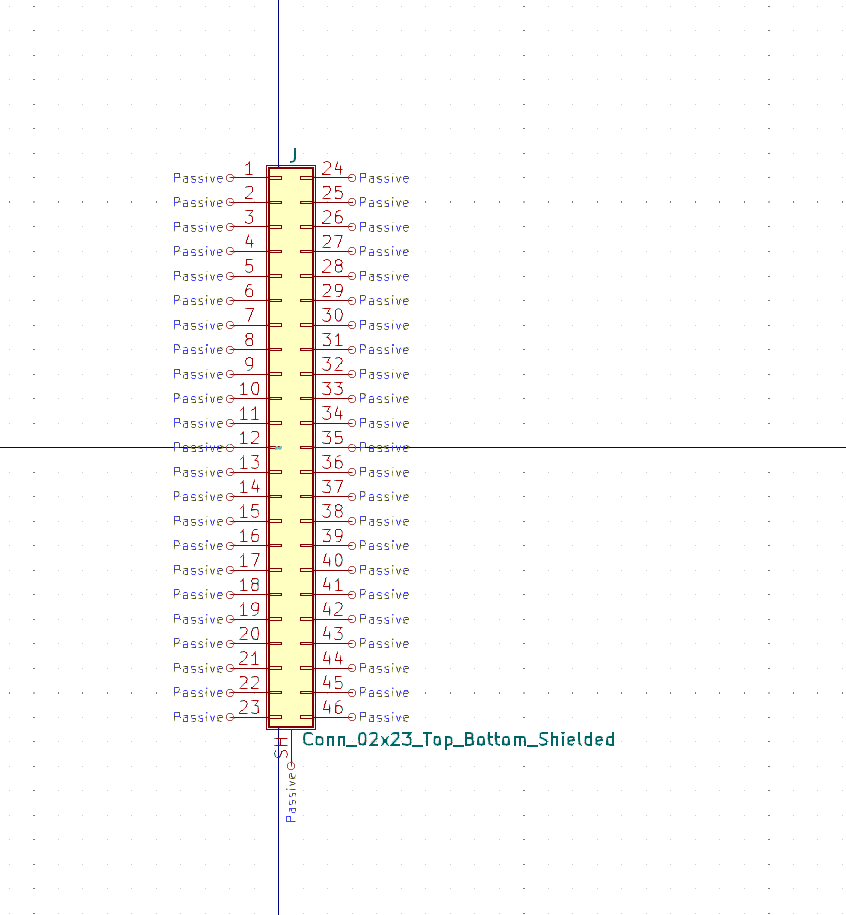 J
Passive 1 24 Passive
Passive 2 25 Passive
Passive 3 26 Passive
Passive 4 27 Passive
Passive 5 28 Passive
Passive 6 29 Passive
Passive 7 30 Passive
Passive 8 31 Passive
Passive 9 32 Passive
Passive 10 33 Passive
Passive 11 34 Passive
Passive 12 35 Passive
Passive 13 36 Passive
Passive 14 37 Passive
Passive 15 38 Passive
Passive 16 39 Passive
Passive 17 40 Passive
Passive 18 41 Passive
Passive 19 42 Passive
Passive 20 43 Passive
Passive 21 44 Passive
Passive 22 45 Passive
Passive 23 46 Passive
SH
Conn_02x23_Top_Bottom_Shielded
Passive